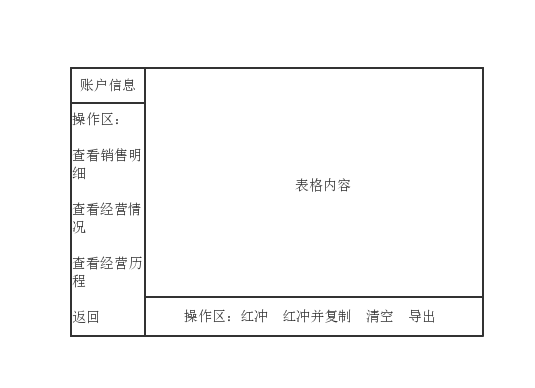 账户信息
操作区：
查看销售明
细
查看经营情
况
查看经营历
程
返回
表格内容
操作区：红冲 红冲并复制 清空 导出